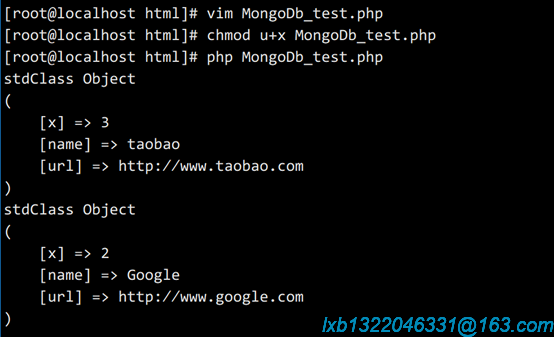 [root@localhost html]# vim MongoDb_test.php
[root@localhost html]# chmod u+x MongoDb_test.php
[root@localhost html]# php MongoDb_test.php
stdClass Object
(
    [x] => 3
    [name] => taobao
    [url] => http://www.taobao.com
)
stdClass Object
(
    [x] => 2
    [name] => Google
    [url] => http://www.google.com
)
lxb1322046331@163.com